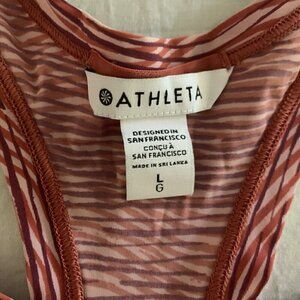 ATHLETA
DESIGNED IN
SAN FRANCISCO
CONÇU À
SAN FRANCISCO
MADE IN SRI LANKA
L
G